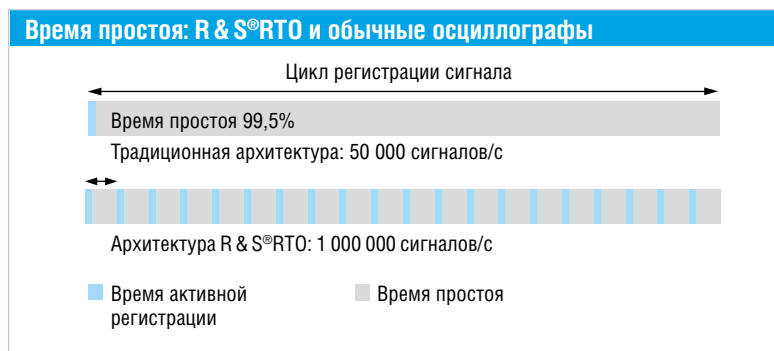 Время простоя: R & S®RTO и обычные осциллографы
Цикл регистрации сигнала
Время простоя 99,5%
Традиционная архитектура: 50 000 сигналов/с
Архитектура R & S®RTO: 1 000 000 сигналов/с
Время активной
регистрации
Время простоя